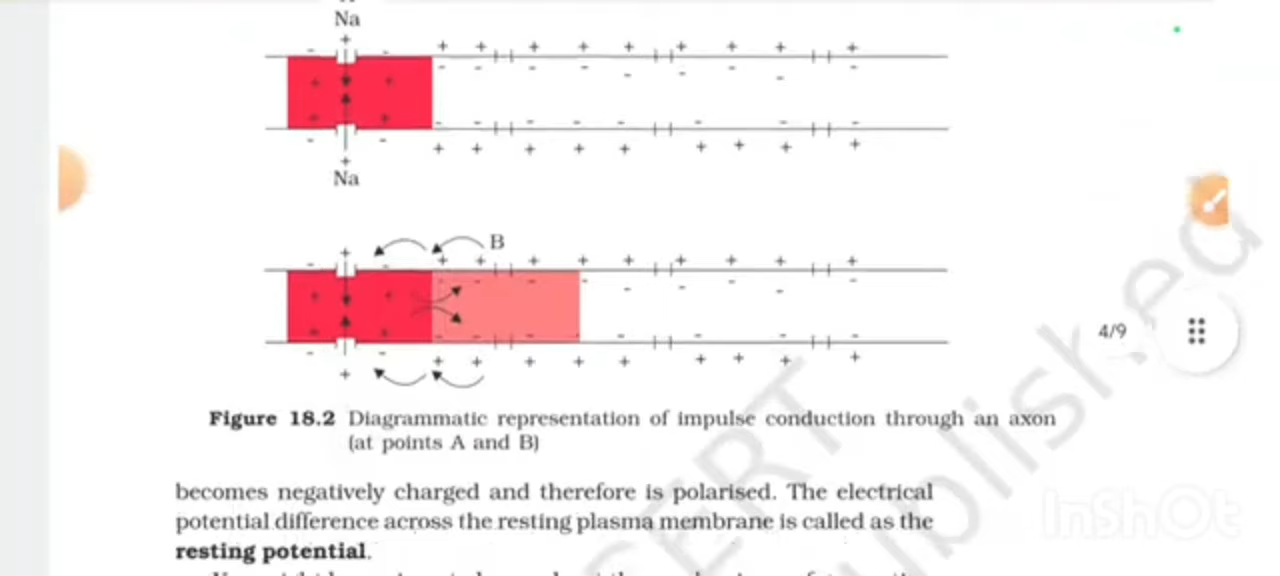 Na
Na
B
4/9
Figure 18.2 Diagrammatic representation of impulse conduction through an axon
(at points A and B)
becomes negatively charged and therefore is polarised. The electrical
potential difference across the resting plasma membrane is called as the
resting potential.
InShOt